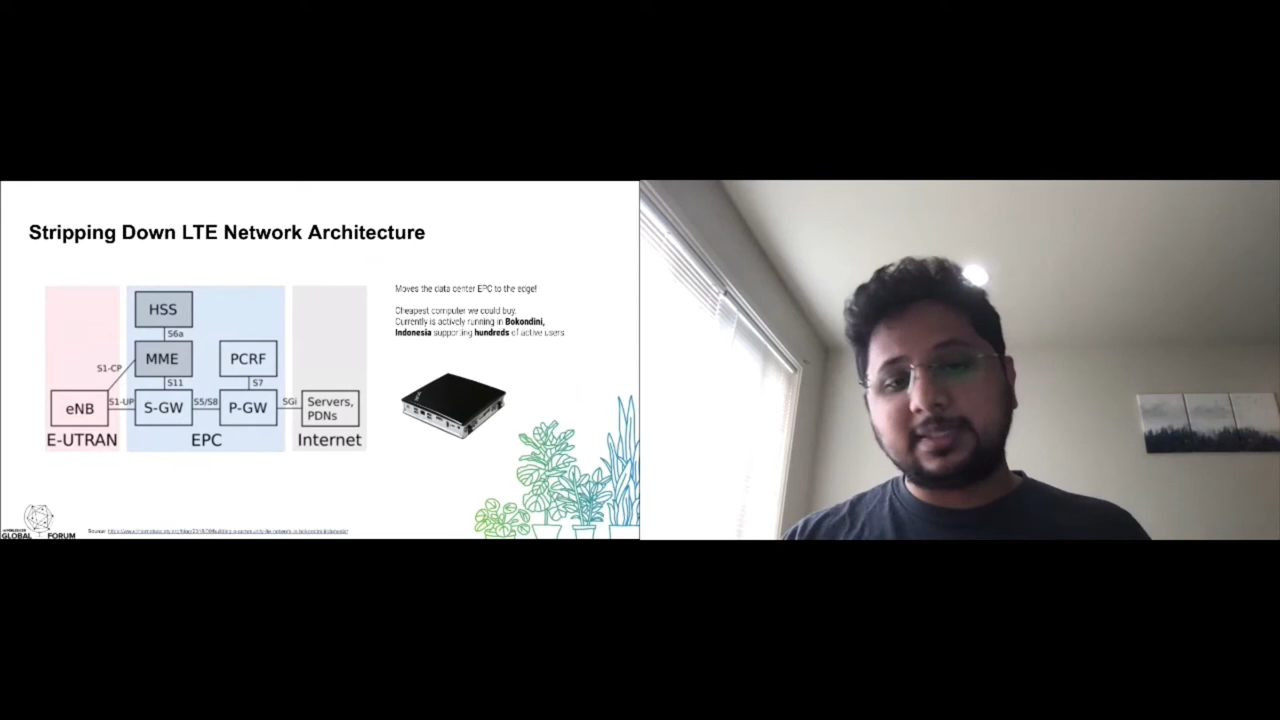 Stripping Down LTE Network Architecture
HSS
S6a
MME
PCRF
S1-CP
S11
S7
eNB
S1-UP
S-GW
S5/S8
P-GW
SGi
Servers,
PDNs
E-UTRAN
EPC
Internet
Moves the data center EPC to the edge!
Cheapest computer we could buy.
Currently is actively running in Bokondini,
Indonesia supporting hundreds of active users
HYPERLEDGER
GLOBAL FORUM
Source: